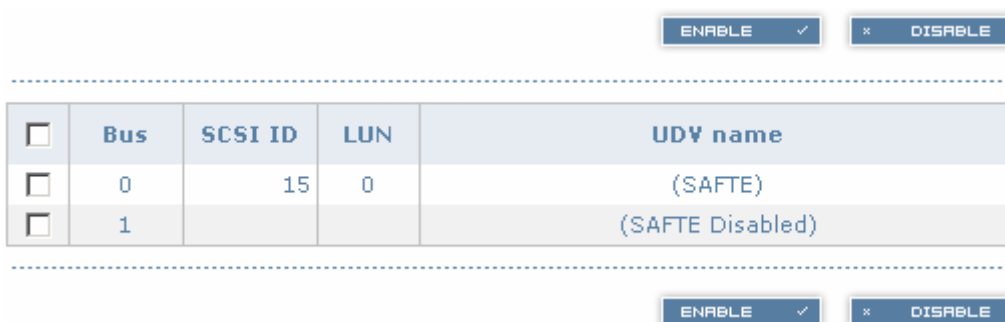 ENABLE ✓ × DISABLE
Bus SCSI ID LUN UDV name
0 15 0 (SAFTE)
1 (SAFTE Disabled)
ENABLE ✓ × DISABLE